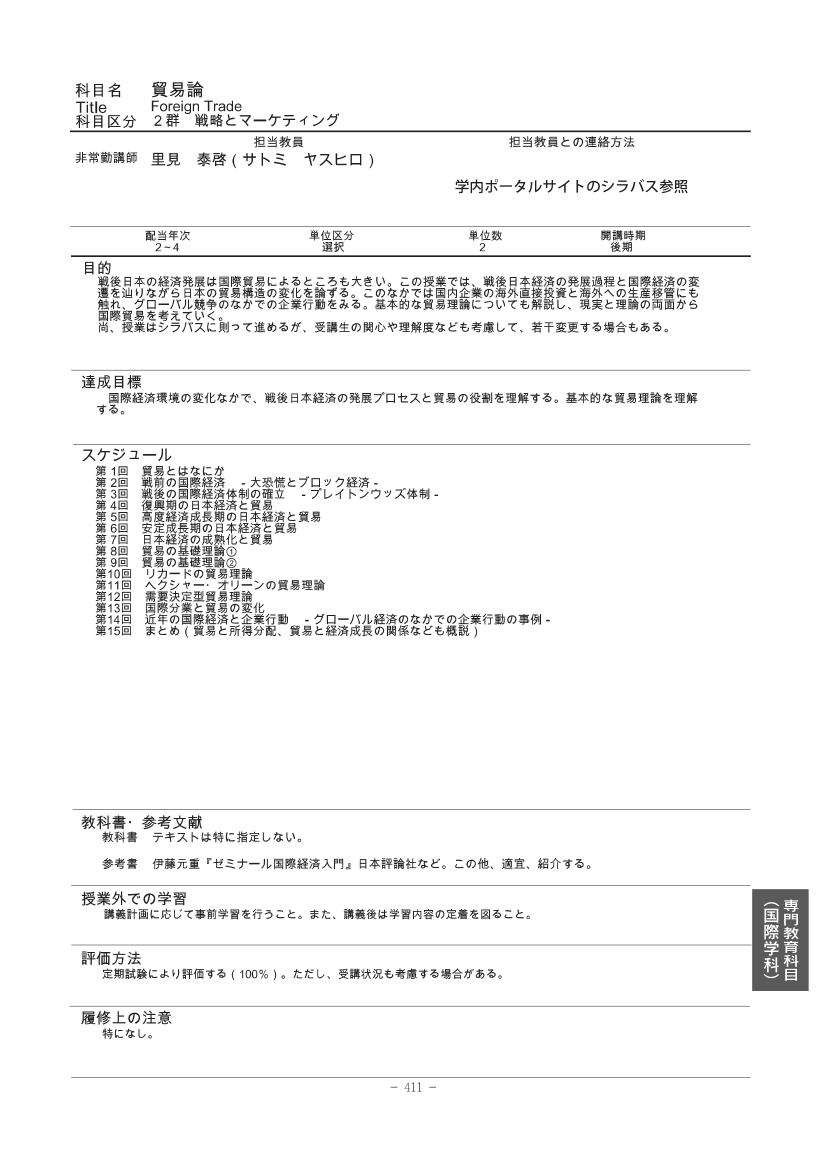 科目名 貿易論
Title Foreign Trade
科目区分 ２群 戦略とマーケティング
担当教員 担当教員との連絡方法
非常勤講師 里見 泰啓(サトミ ヤスヒロ)
学内ポータルサイトのシラバス参照
配当年次 単位区分 単位数 開講時期
2~4 選択 2 後期
目的
戦後日本の経済発展は国際貿易によるところも大きい。この授業では、戦後日本経済の発展過程と国際経済の変
遷を辿りながら日本の貿易構造の変化を論ずる。このなかでは国内企業の海外直接投資と海外への生産移管にも
触れ、グローバル競争のなかでの企業行動をみる。基本的な貿易理論についても解説し、現実と理論の両面から
国際貿易を考えていく。
尚、授業はシラバスに則って進めるが、受講生の関心や理解度なども考慮して、若干変更する場合もある。
達成目標
国際経済環境の変化なかで、戦後日本経済の発展プロセスと貿易の役割を理解する。基本的な貿易理論を理解
する。
スケジュール
第 1回 貿易とはなにか
第 2回 戦前の国際経済 - 大恐慌とブロック経済 -
第 3回 戦後の国際経済体制の確立 - ブレイトンウッズ体制 -
第 4回 復興期の日本経済と貿易
第 5回 高度経済成長期の日本経済と貿易
第 6回 安定成長期の日本経済と貿易
第 7回 日本経済の成熟化と貿易
第 8回 貿易の基礎理論①
第 9回 貿易の基礎理論②
第10回 リカードの貿易理論
第11回 ヘクシャー・オリーンの貿易理論
第12回 需要決定型貿易理論
第13回 国際分業と貿易の変化
第14回 近年の国際経済と企業行動 - グローバル経済のなかでの企業行動の事例 -
第15回 まとめ(貿易と所得分配、貿易と経済成長の関係なども概説)
教科書・参考文献
教科書 テキストは特に指定しない。
参考書 伊藤元重『ゼミナール国際経済入門』日本評論社など。この他、適宜、紹介する。
授業外での学習
講義計画に応じて事前学習を行うこと。また、講義後は学習内容の定着を図ること。
評価方法
定期試験により評価する(100%)。ただし、受講状況も考慮する場合がある。
履修上の注意
特になし。
専門教育科目
(国際学科)
− 411 −